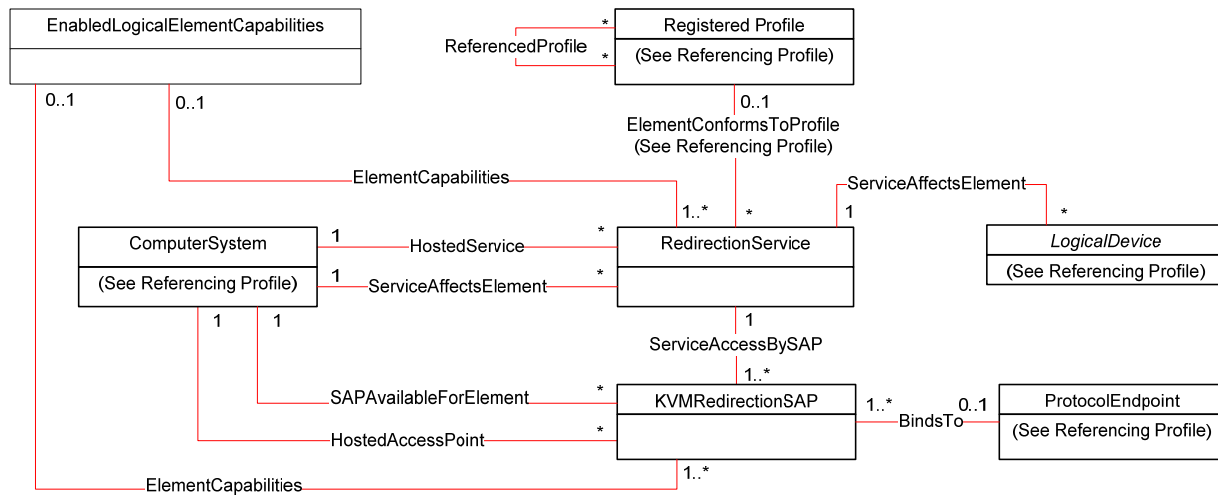 EnabledLogicalElementCapabilities
Registered Profile
(See Referencing Profile)
ReferencedProfile
*
*
0..1
0..1
0..1
ElementConformsToProfile
(See Referencing Profile)
ElementCapabilities
1..*
*
ServiceAffectsElement
1
*
ComputerSystem
(See Referencing Profile)
1
HostedService
*
1
ServiceAffectsElement
*
RedirectionService
LogicalDevice
(See Referencing Profile)
1
1
1
ServiceAccessBySAP
1..*
SAPAvailableForElement
*
HostedAccessPoint
*
KVMRedirectionSAP
1..*
BindsTo
0..1
ProtocolEndpoint
(See Referencing Profile)
1..*
ElementCapabilities